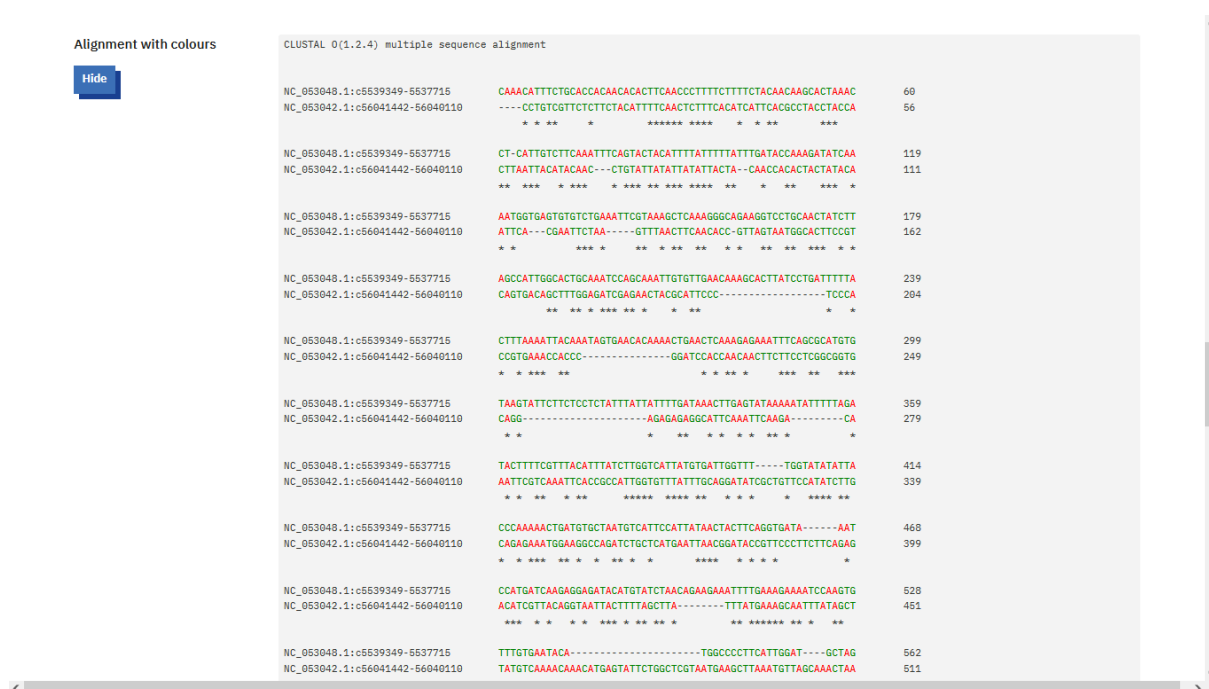 Alignment with colours
Hide
CLUSTAL O(1.2.4) multiple sequence alignment
NC_053048.1:c5539349-5537715 CAAACATTTCTGCACCACAACACACTTCAACCCTTTTCTTTTCTACAACAAGCACTAAAC 60
NC_053042.1:c56041442-56040110 ----CCTGTCGTTCTCTTCTACATTTTCAACTCTTTCACATCATTCACGCCTACCTACCA 56
* * ** * ****** **** * * ** ***
NC_053048.1:c5539349-5537715 CT-CATTGTCTTCAAATTTCAGTACTACATTTTATTTTTATTTGATACCAAAGATATCAA 119
NC_053042.1:c56041442-56040110 CTTAATTACATACAAC---CTGTATTATATTATATTACTA--CAACCACACTACTATACA 111
** *** * *** * *** ** *** **** ** * ** *** *
NC_053048.1:c5539349-5537715 AATGGTGAGTGTGTCTGAAATTCGTAAAGCTCAAAGGGCAGAAGGTCCTGCAACTATCTT 179
NC_053042.1:c56041442-56040110 ATTCA---CGAATTCTAA-----GTTTAACTTCAACACC-GTTAGTAATGGCACTTCCGT 162
* * *** * ** * ** ** * * ** ** *** * *
NC_053048.1:c5539349-5537715 AGCCATTGGCACTGCAAATCCAGCAAATTGTGTTGAACAAAGCACTTATCCTGATTTTTA 239
NC_053042.1:c56041442-56040110 CAGTGACAGCTTTGGAGATCGAGAACTACGCATTCCC------------------TCCCA 204
** ** * *** ** * * ** * *
NC_053048.1:c5539349-5537715 CTTTAAAATTACAAATAGTGAACACAAAACTGAACTCAAAGAGAAATTTCAGCGCATGTG 299
NC_053042.1:c56041442-56040110 CCGTGAAACCACCC---------------GGATCCACCAACAACTTCTTCCTCGGCGGTG 249
* * *** ** * * ** * *** ** ***
NC_053048.1:c5539349-5537715 TAAGTATTCTTCTCCTCTATTTATTATTTTGATAAACTTGAGTATAAAAATATTTTTAGA 359
NC_053042.1:c56041442-56040110 CAGG---------------------AGAGAGAGGCATTCAAATTCAAGA---------CA 279
* * * ** * * * * ** * *
NC_053048.1:c5539349-5537715 TACTTTTCGTTTACATTTATCTTGGTCATTATGTGATTGGTTT-----TGGTATATATTA 414
NC_053042.1:c56041442-56040110 AATTCGTCAAATTCACCGCCATTGGTGTTTATTTGCAGGATATCGCTGTTCCATATCTTG 339
* * ** * ** ***** **** ** * * * * **** **
NC_053048.1:c5539349-5537715 CCCAAAAACTGATGTGCTAATGTCATTCCATTATAACTACTTCAGGTGATA------AAT 468
NC_053042.1:c56041442-56040110 CAGAGAAATGGAAGGCCAGATCTGCTCATGAATTAACGGATACCGTTCCCTTCTTCAGAG 399
* * *** ** * * ** * * **** * * * * *
NC_053048.1:c5539349-5537715 CCATGATCAAGAGGAGATACATGTATCTAACAGAAGAAATTTTGAAAGAAAATCCAAGTG 528
NC_053042.1:c56041442-56040110 ACATCGTTACAGGTAATTACTTTTAGCTTA--------TTTATGAAAGCAATTTATAGCT 451
*** * * * * *** * ** ** * ** ****** ** * **
NC_053048.1:c5539349-5537715 TTTGTGAATACA----------------------TGGCCCCTTCATTGGAT----GCTAG 562
NC_053042.1:c56041442-56040110 TATGTCAAAACAAACATGAGTATTCTGGCTCGTAATGAAGCTTAAATGTTAGCAAACTAA 511